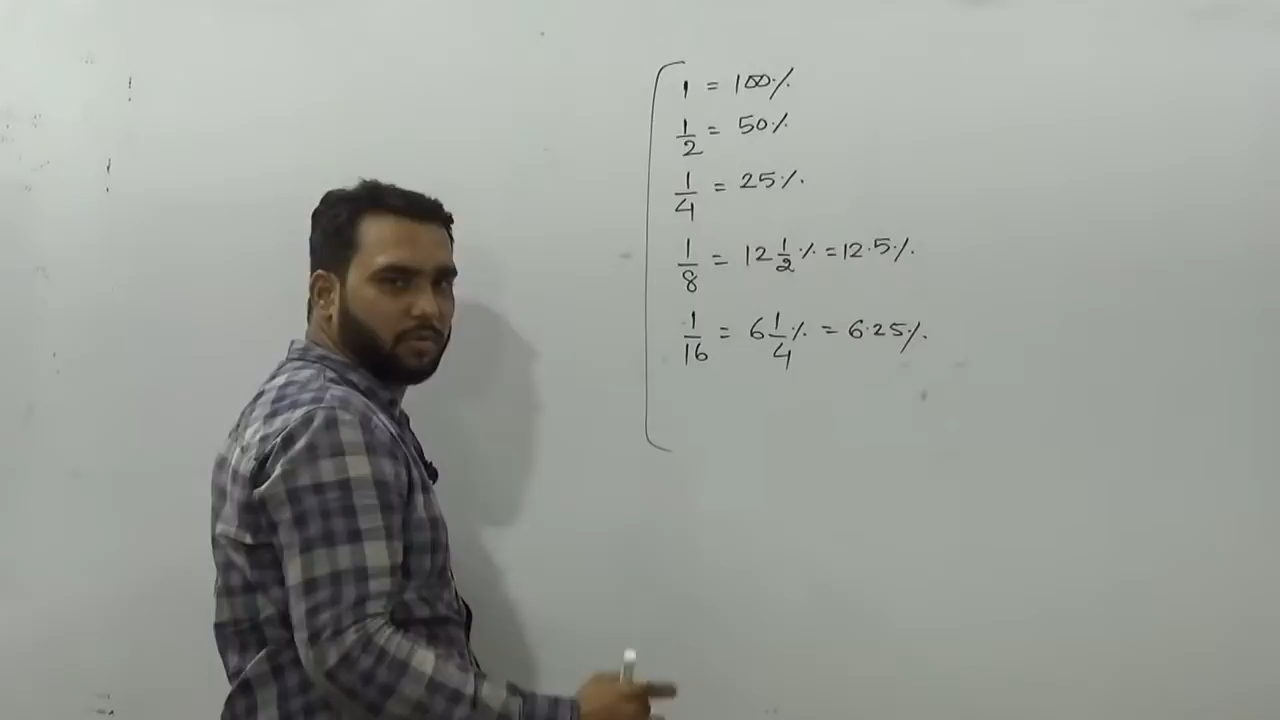 1 = 100%
1/2 = 50%
1/4 = 25%
1/8 = 12 1/2 % = 12.5%
1/16 = 6 1/4 % = 6.25%